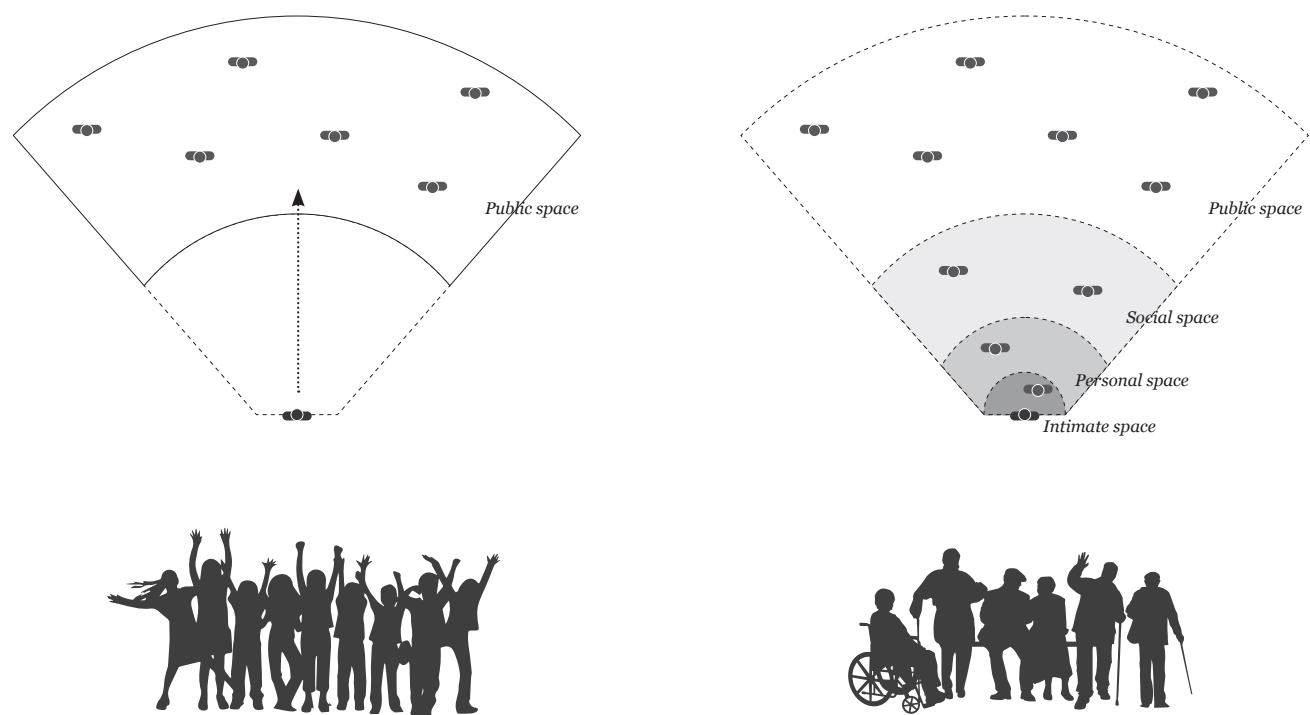 Public space
Public space
Social space
Personal space
Intimate space